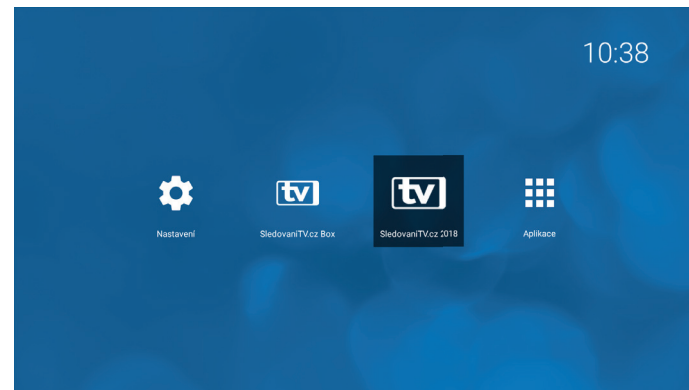 10:38
tv
tv
Nastavení
SledovaniTV.cz Box
SledovaniTV.cz 2018
Aplikace